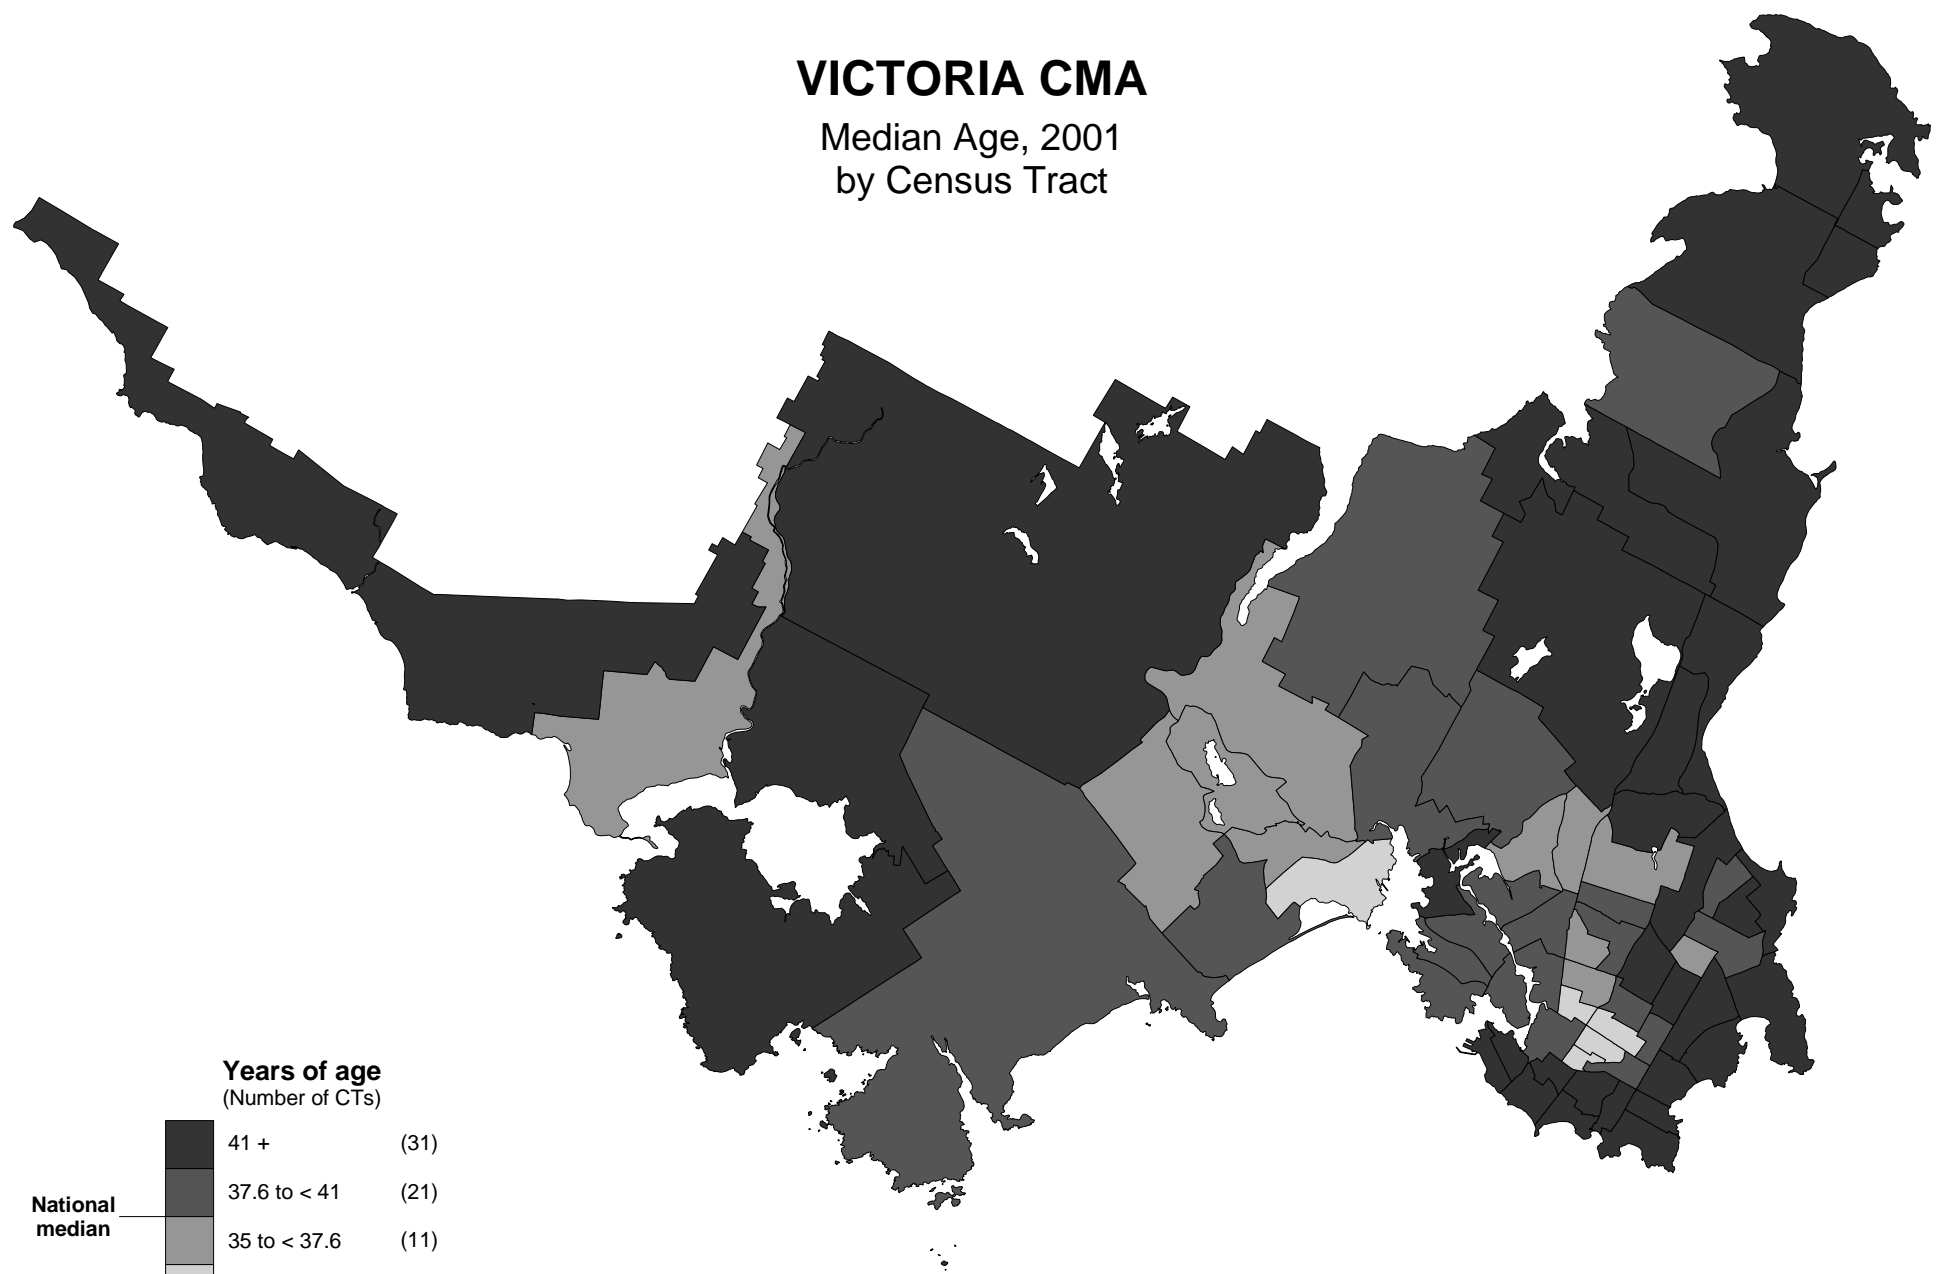 VICTORIA CMA
Median Age, 2001
by Census Tract
Years of age
(Number of CTs)
41 + (31)
37.6 to < 41 (21)
National
median
35 to < 37.6 (11)